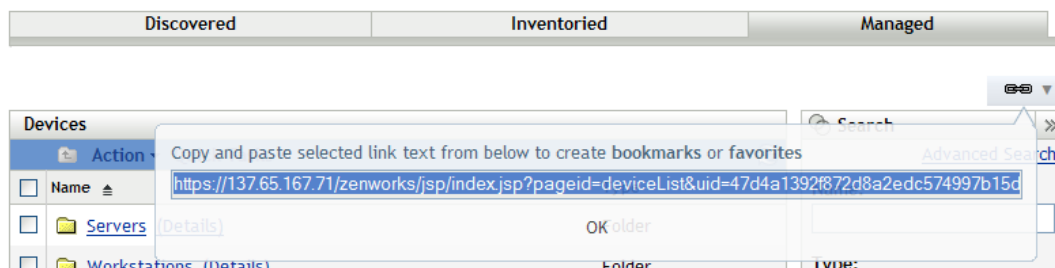 Discovered Inventoried Managed
Devices Search
Action Advanced Search
Copy and paste selected link text from below to create bookmarks or favorites
Name
https://137.65.167.71/zenworks/jsp/index.jsp?pageid=deviceList&uid=47d4a1392f872d8a2edc574997b15d
Servers (Details) Folder
OK
Workstations (Details) Folder Type: